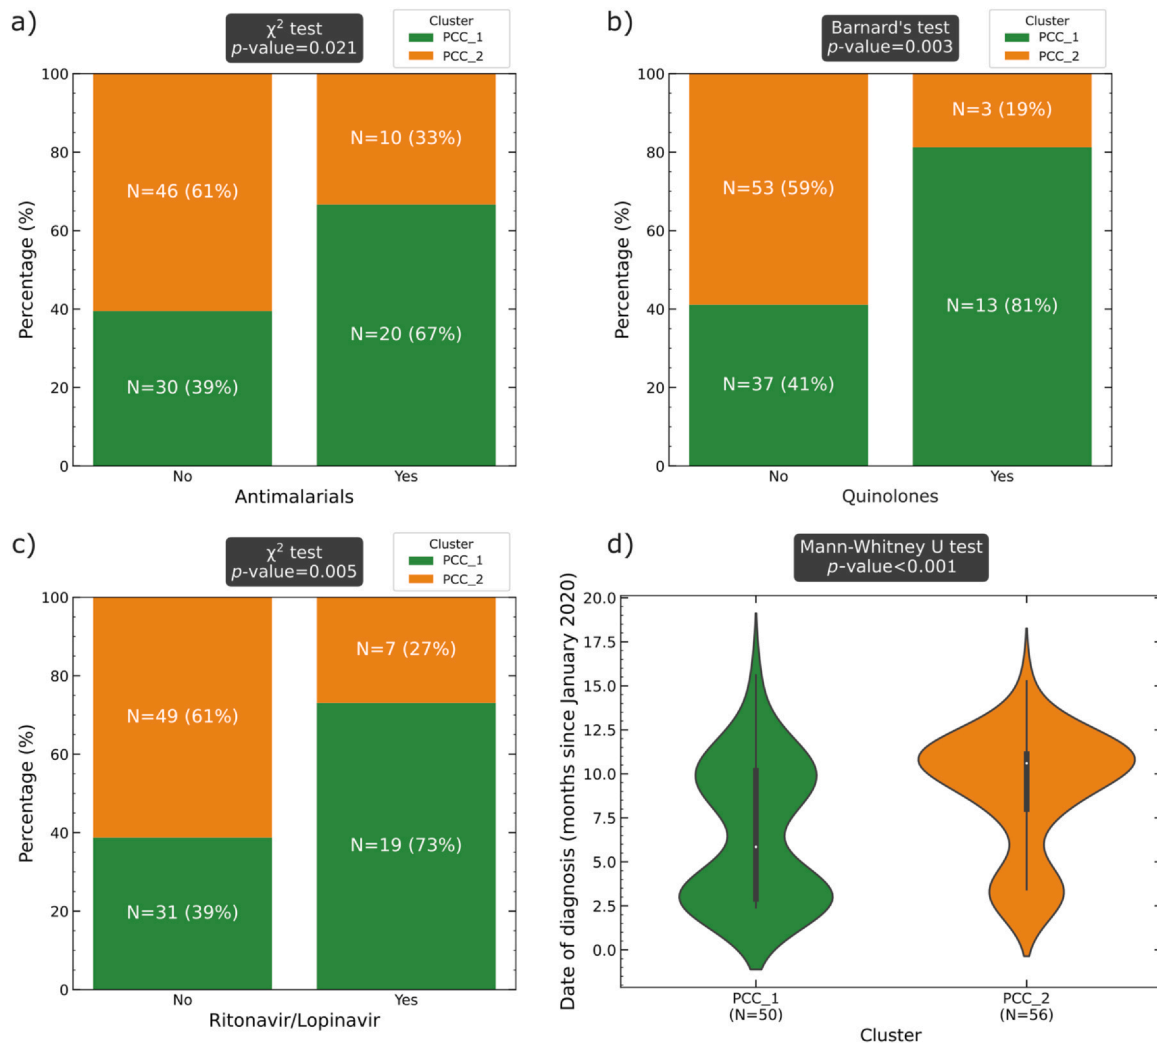 a)
χ² test
p-value=0.021
Cluster
PCC_1
PCC_2
Percentage (%)
100
80
60
40
20
0
N=46 (61%)
N=10 (33%)
N=30 (39%)
N=20 (67%)
No
Yes
Antimalarials
b)
Barnard's test
p-value=0.003
Cluster
PCC_1
PCC_2
Percentage (%)
100
80
60
40
20
0
N=53 (59%)
N=3 (19%)
N=37 (41%)
N=13 (81%)
No
Yes
Quinolones
c)
χ² test
p-value=0.005
Cluster
PCC_1
PCC_2
Percentage (%)
100
80
60
40
20
0
N=49 (61%)
N=7 (27%)
N=31 (39%)
N=19 (73%)
No
Yes
Ritonavir/Lopinavir
d)
Mann-Whitney U test
p-value<0.001
Date of diagnosis (months since January 2020)
20.0
17.5
15.0
12.5
10.0
7.5
5.0
2.5
0.0
PCC_1
(N=50)
PCC_2
(N=56)
Cluster